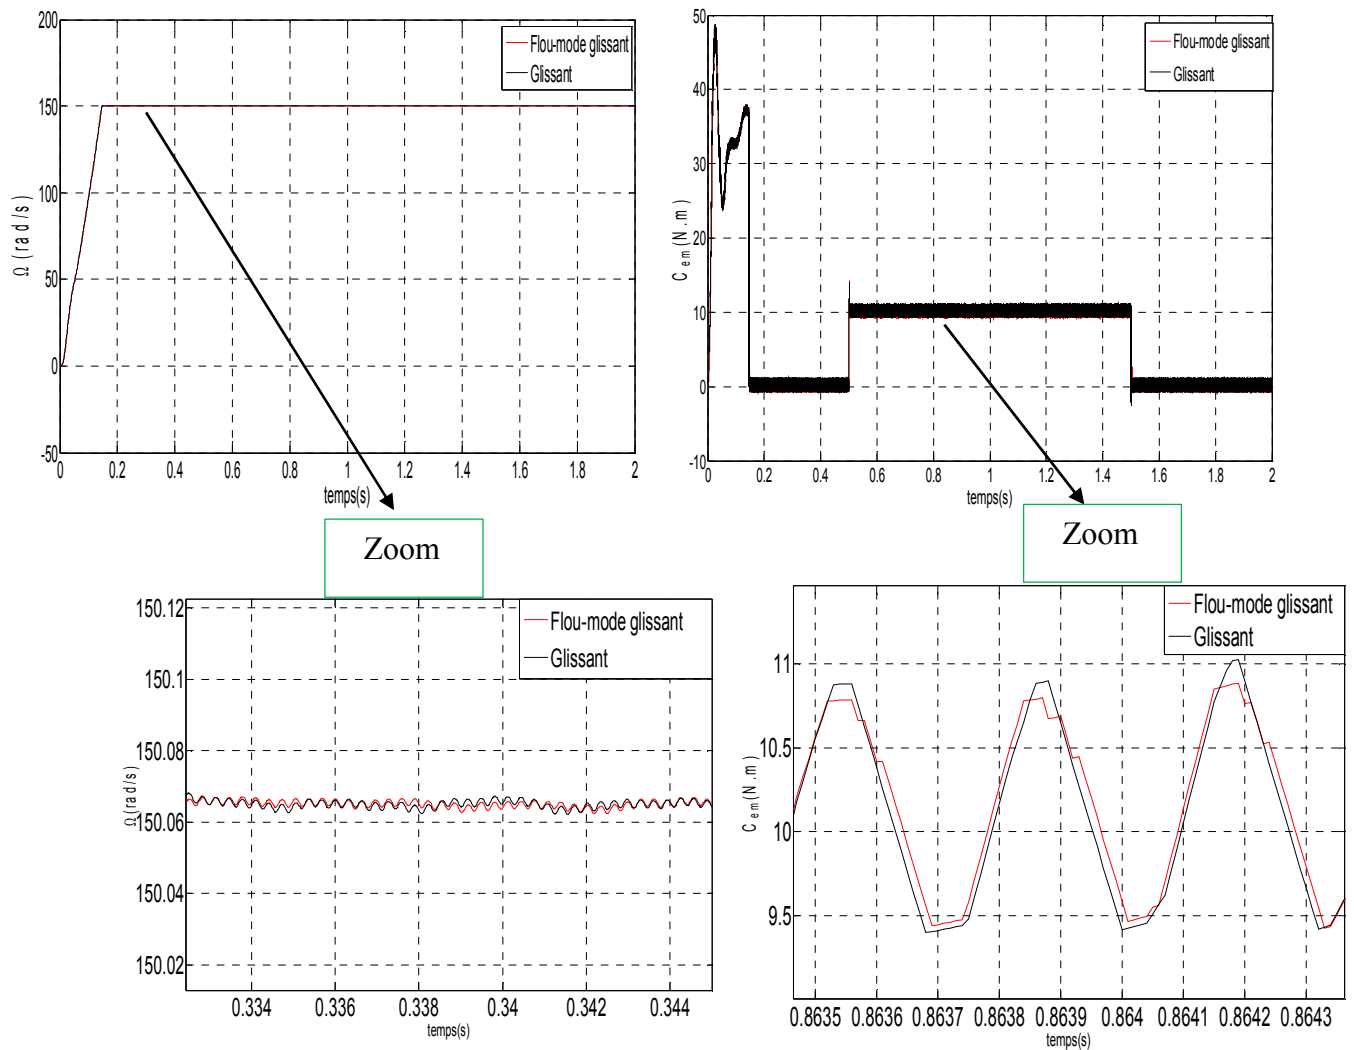 200
150
100
50
0
-50
Ω (rad/s)
Flou-mode glissant
Glissant
0 0.2 0.4 0.6 0.8 1 1.2 1.4 1.6 1.8 2
temps(s)
50
40
30
20
10
0
-10
C em (N.m)
Flou-mode glissant
Glissant
0 0.2 0.4 0.6 0.8 1 1.2 1.4 1.6 1.8 2
temps(s)
Zoom
Zoom
150.12
150.1
150.08
150.06
150.04
150.02
Ω (rad/s)
Flou-mode glissant
Glissant
0.334 0.336 0.338 0.34 0.342 0.344
temps(s)
11
10.5
10
9.5
C em (N.m)
Flou-mode glissant
Glissant
0.8635 0.8636 0.8637 0.8638 0.8639 0.864 0.8641 0.8642 0.8643
temps(s)